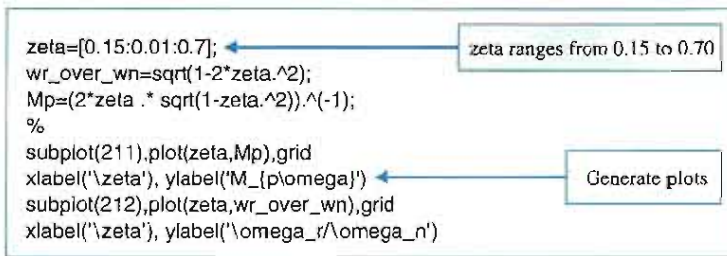 zeta=[0.15:0.01:0.7];
zeta ranges from 0.15 to 0.70
wr_over_wn=sqrt(1-2*zeta.^2);
Mp=(2*zeta .* sqrt(1-zeta.^2)).^(-1);
%
subplot(211),plot(zeta,Mp),grid
xlabel('\zeta'), ylabel('M_{p\omega}')
Generate plots
subplot(212),plot(zeta,wr_over_wn),grid
xlabel('\zeta'), ylabel('\omega_r/\omega_n')